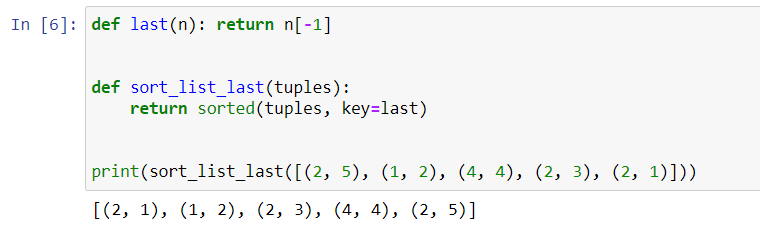 In [6]: def last(n): return n[-1]
def sort_list_last(tuples):
    return sorted(tuples, key=last)
print(sort_list_last([(2, 5), (1, 2), (4, 4), (2, 3), (2, 1)]))
[(2, 1), (1, 2), (2, 3), (4, 4), (2, 5)]